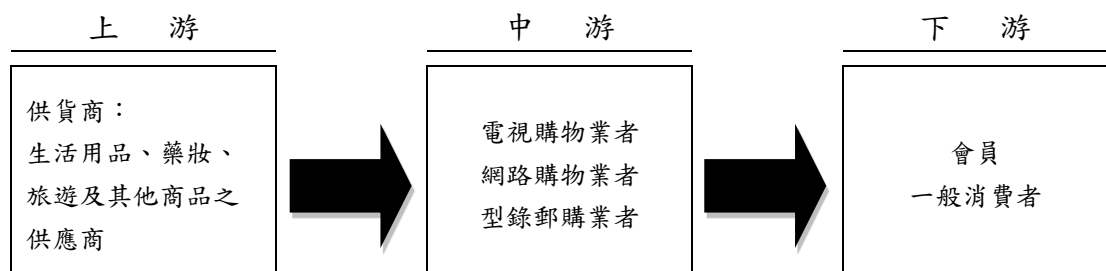 上 游
供貨商：
生活用品、藥妝、
旅遊及其他商品之
供應商
中 游
電視購物業者
網路購物業者
型錄郵購業者
下 游
會員
一般消費者